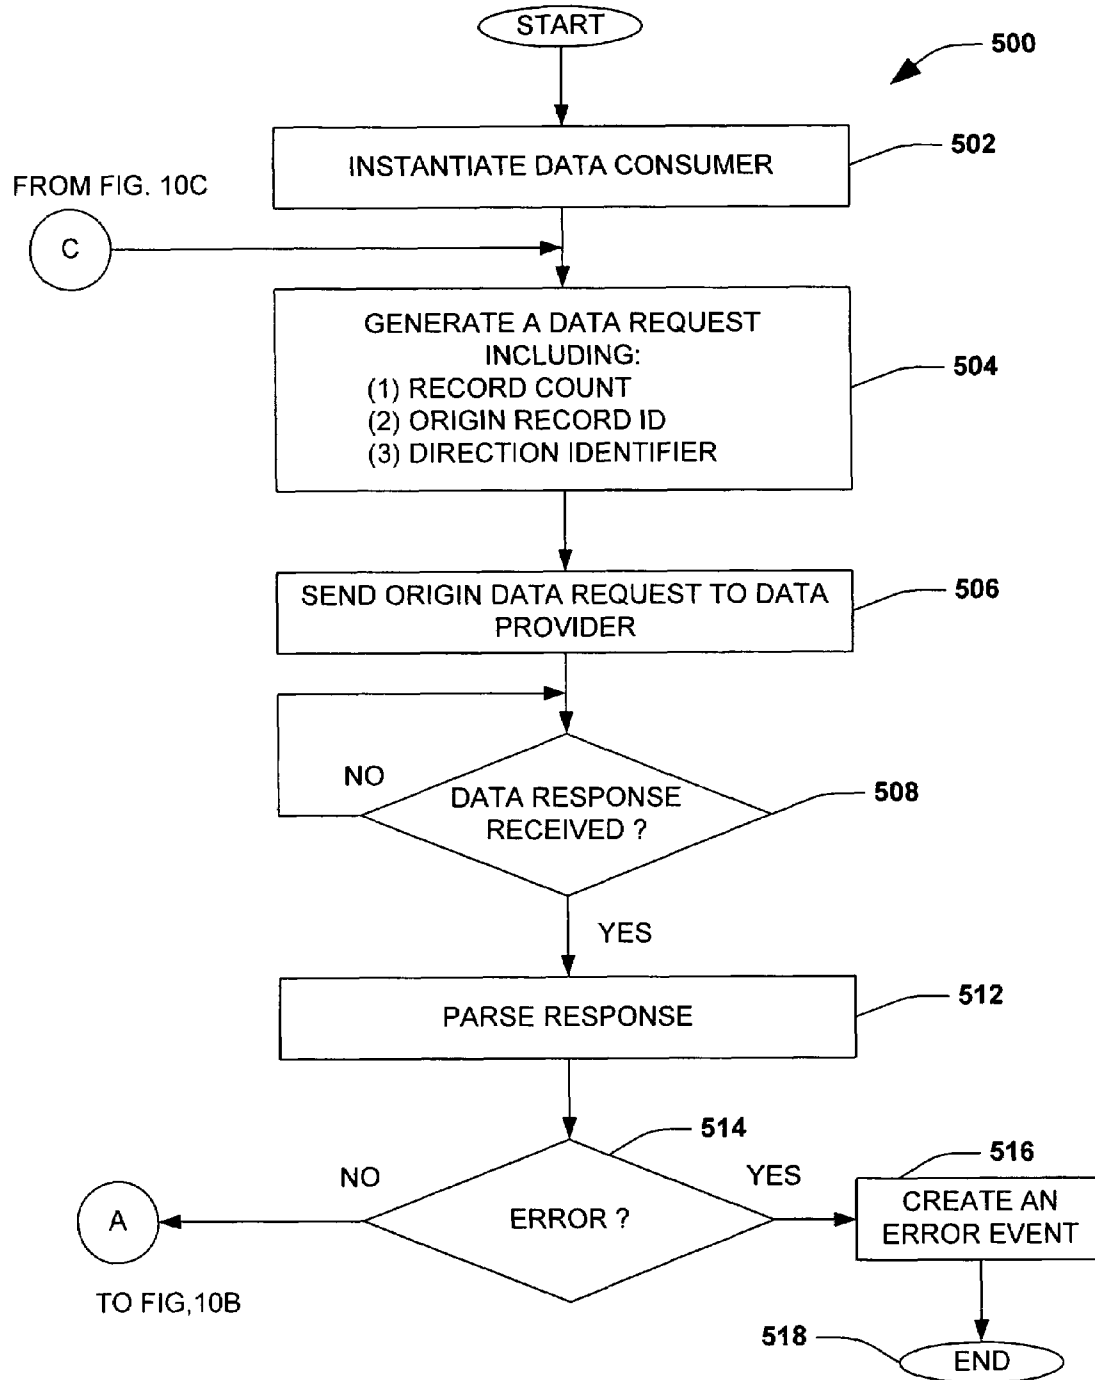 START
500
INSTANTIATE DATA CONSUMER
502
FROM FIG. 10C
C
GENERATE A DATA REQUEST
INCLUDING:
(1) RECORD COUNT
(2) ORIGIN RECORD ID
(3) DIRECTION IDENTIFIER
504
SEND ORIGIN DATA REQUEST TO DATA
PROVIDER
506
NO
DATA RESPONSE
RECEIVED ?
508
YES
PARSE RESPONSE
512
514
NO
YES
516
A
ERROR ?
CREATE AN
ERROR EVENT
TO FIG,10B
518
END